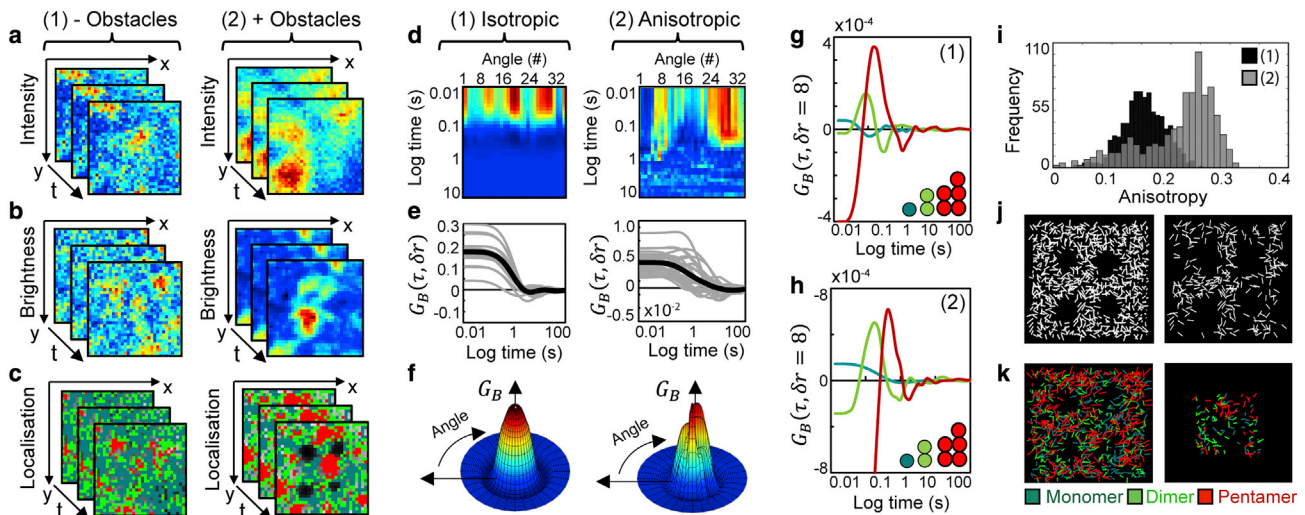 (1) - Obstacles
(2) + Obstacles
a
x
Intensity
y
t
b
Brightness
y
t
c
x
Localisation
y
t
x
Localisation
y
t
(1) Isotropic
(2) Anisotropic
d
Angle (#)
1 8 16 24 32
Log time (s)
0.01
0.1
1
10
Angle (#)
1 8 16 24 32
0.01
0.1
1
10
e
G_B(τ, δr)
0.3
0.2
0.1
0
-0.1
0.01 1 100
Log time (s)
G_B(τ, δr)
1.0
0.5
0
-0.5
x10⁻²
0.01 1 100
Log time (s)
f
G_B
Angle
G_B
Angle
g
x10⁻⁴
(1)
G_B(τ, δr = 8)
4
0
-4
0.01 0.1 1 10 100
Log time (s)
h
x10⁻⁴
(2)
G_B(τ, δr = 8)
-8
0
-8
0.01 0.1 1 10 100
Log time (s)
i
Frequency
110
55
0
(1)
(2)
0 0.1 0.2 0.3 0.4
Anisotropy
j
k
Monomer Dimer Pentamer